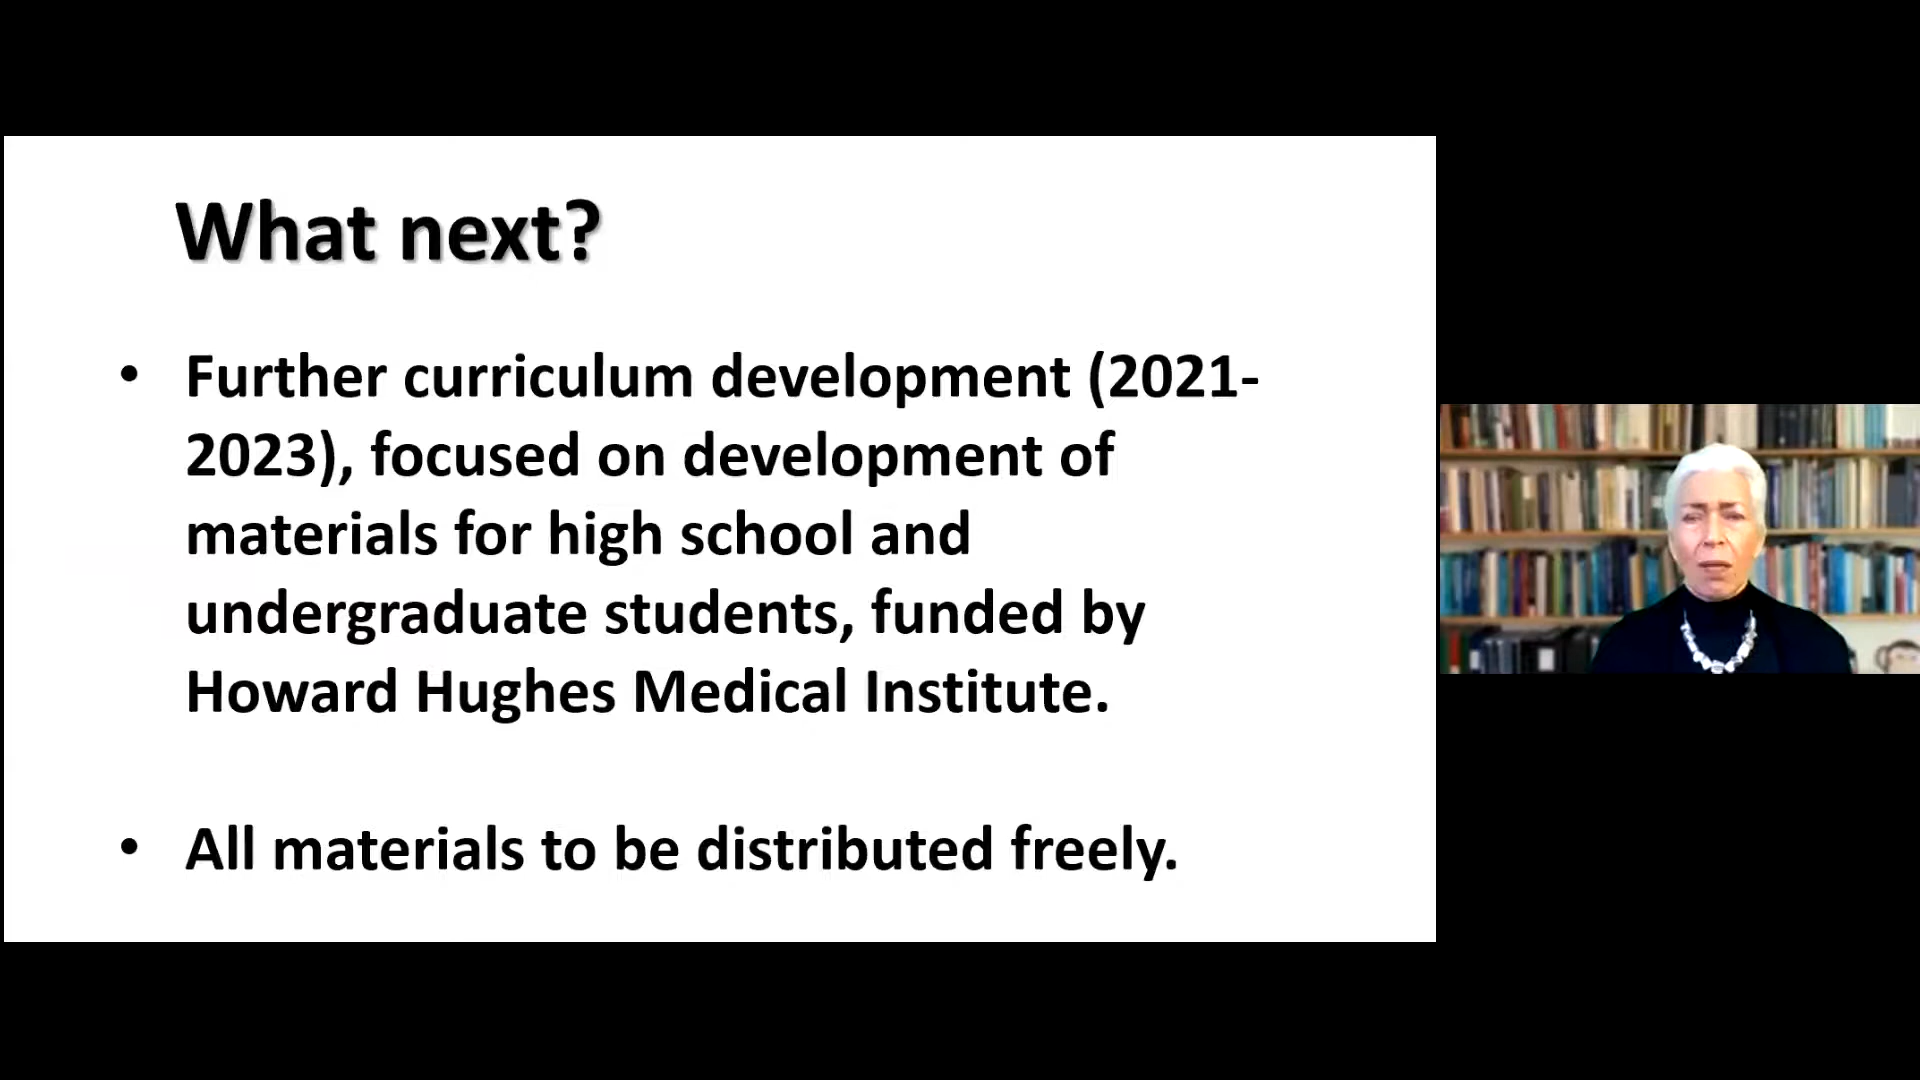 What next?
• Further curriculum development (2021-
2023), focused on development of
materials for high school and
undergraduate students, funded by
Howard Hughes Medical Institute.
• All materials to be distributed freely.